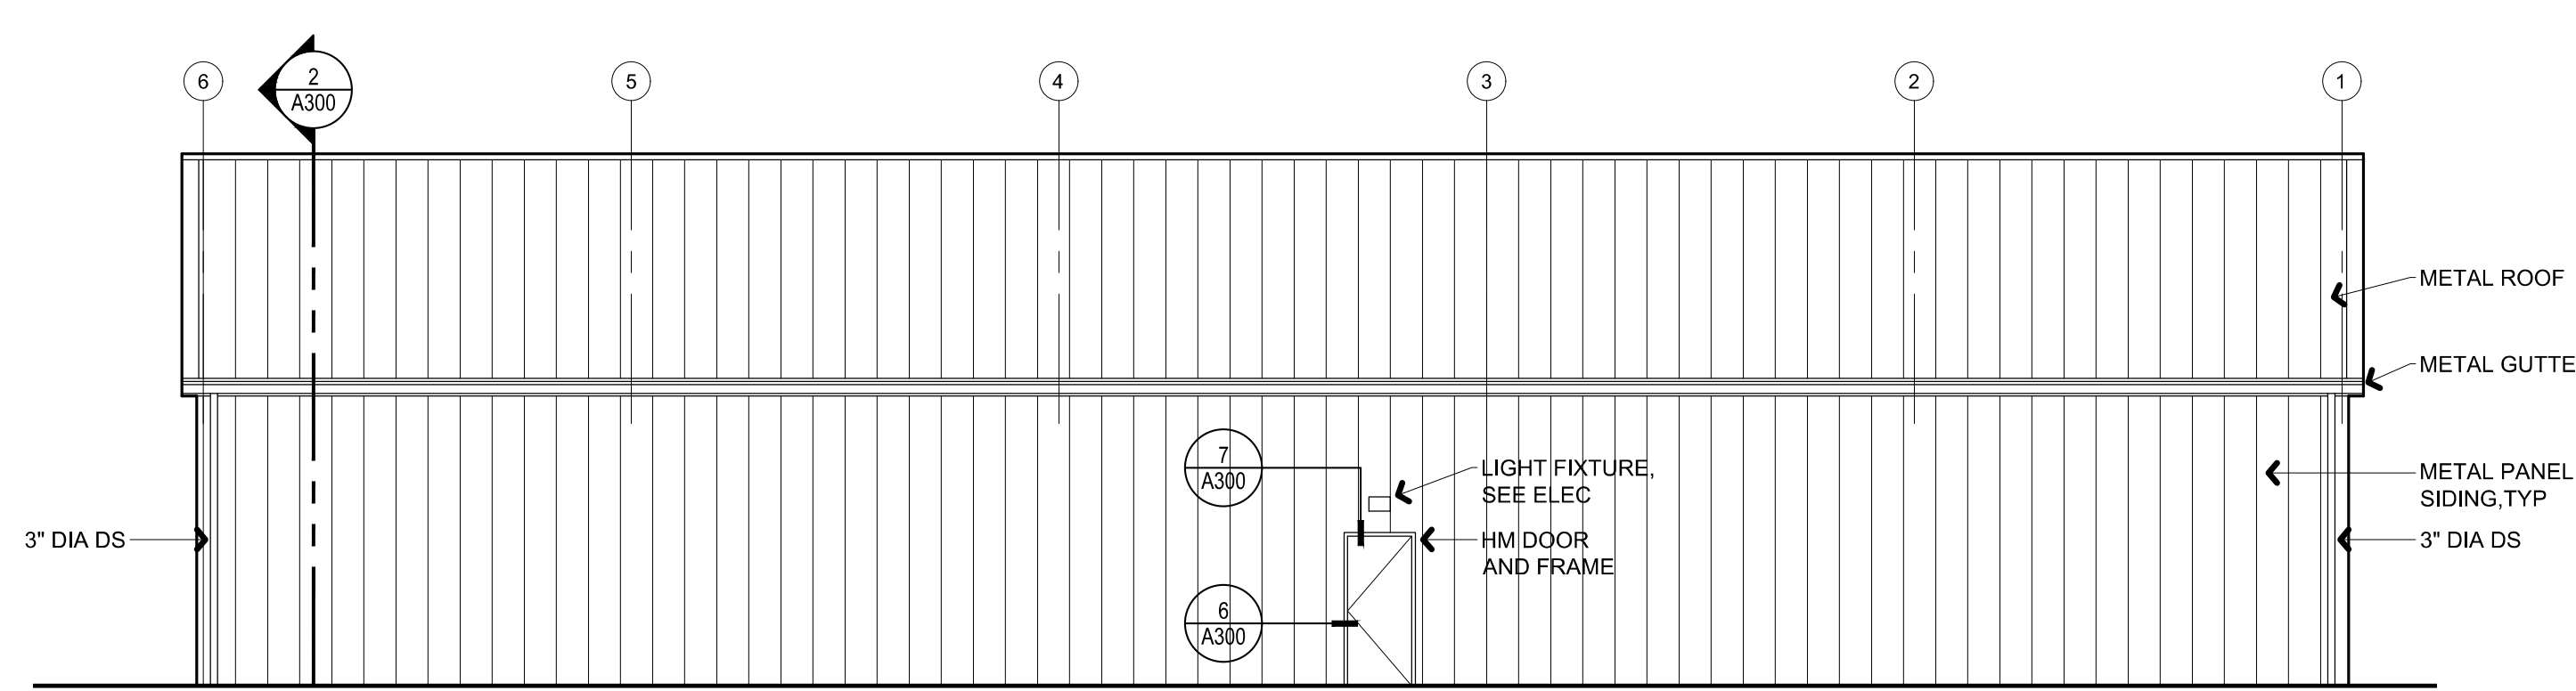 6
2
A300
5
4
3
2
1
METAL ROOF
METAL GUTTE
7
A300
LIGHT FIXTURE,
SEE ELEC
METAL PANEL
SIDING,TYP
3" DIA DS
HM DOOR
AND FRAME
3" DIA DS
6
A300